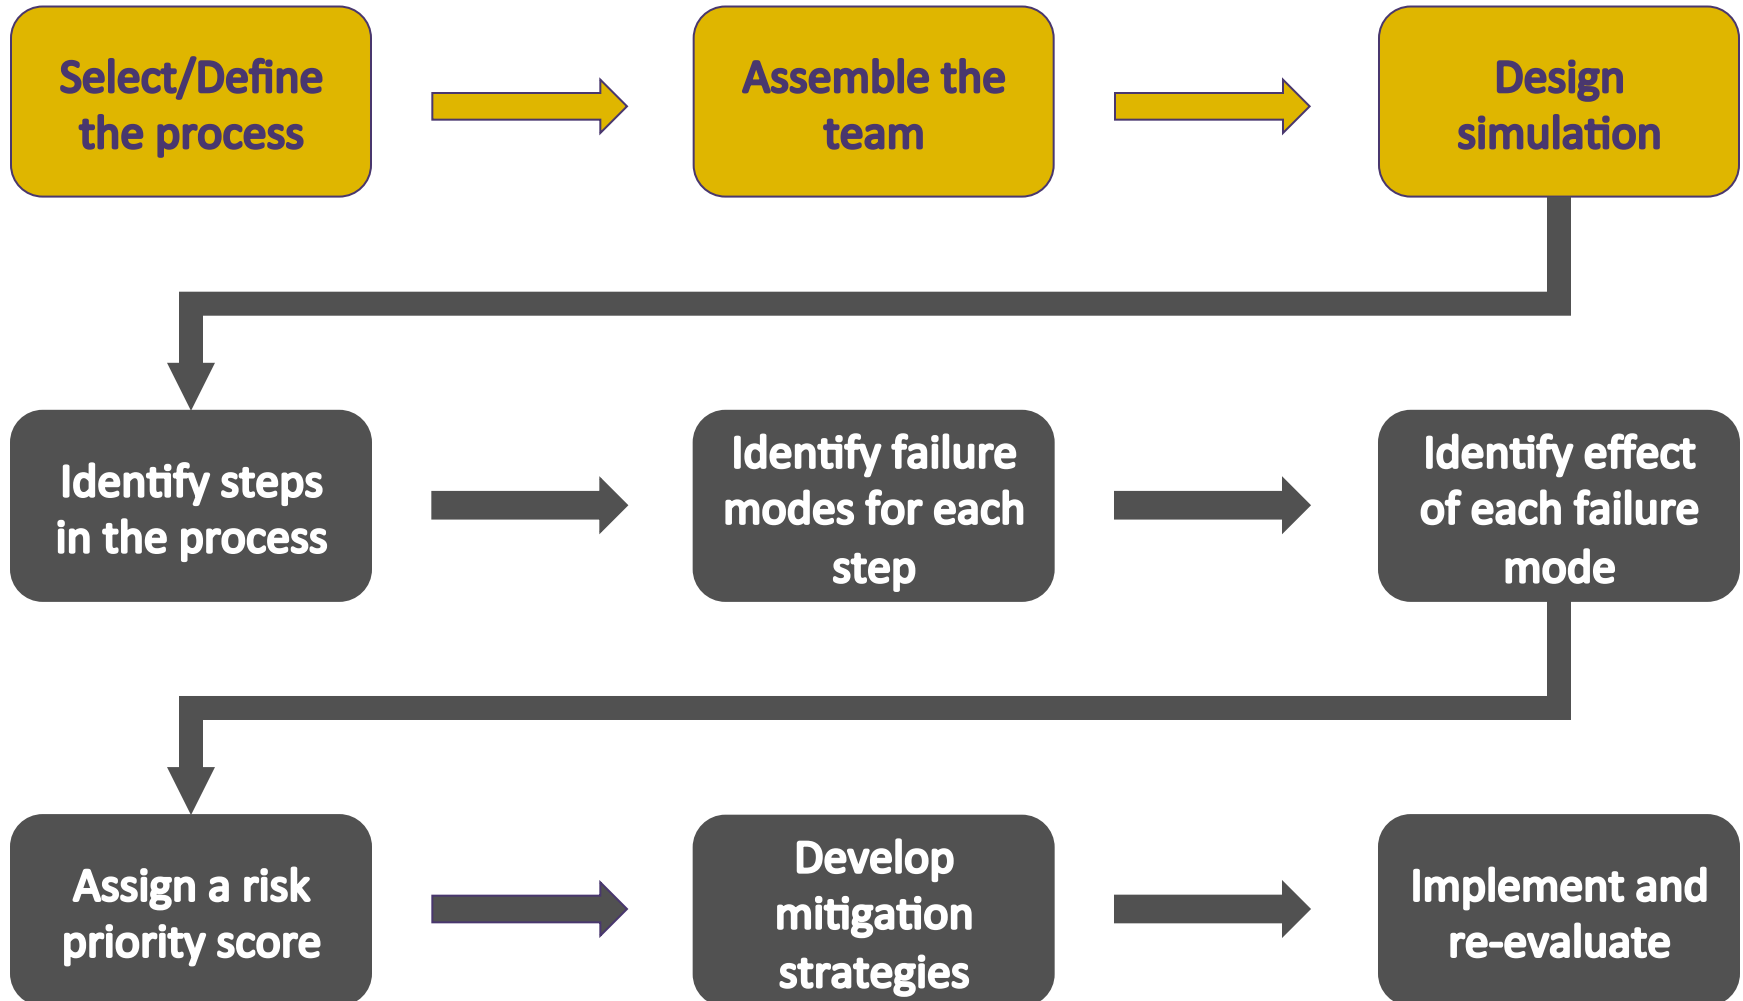 Select/Define
the process
Assemble the
team
Design
simulation
Identify steps
in the process
Identify failure
modes for each
step
Identify effect
of each failure
mode
Assign a risk
priority score
Develop
mitigation
strategies
Implement and
re-evaluate